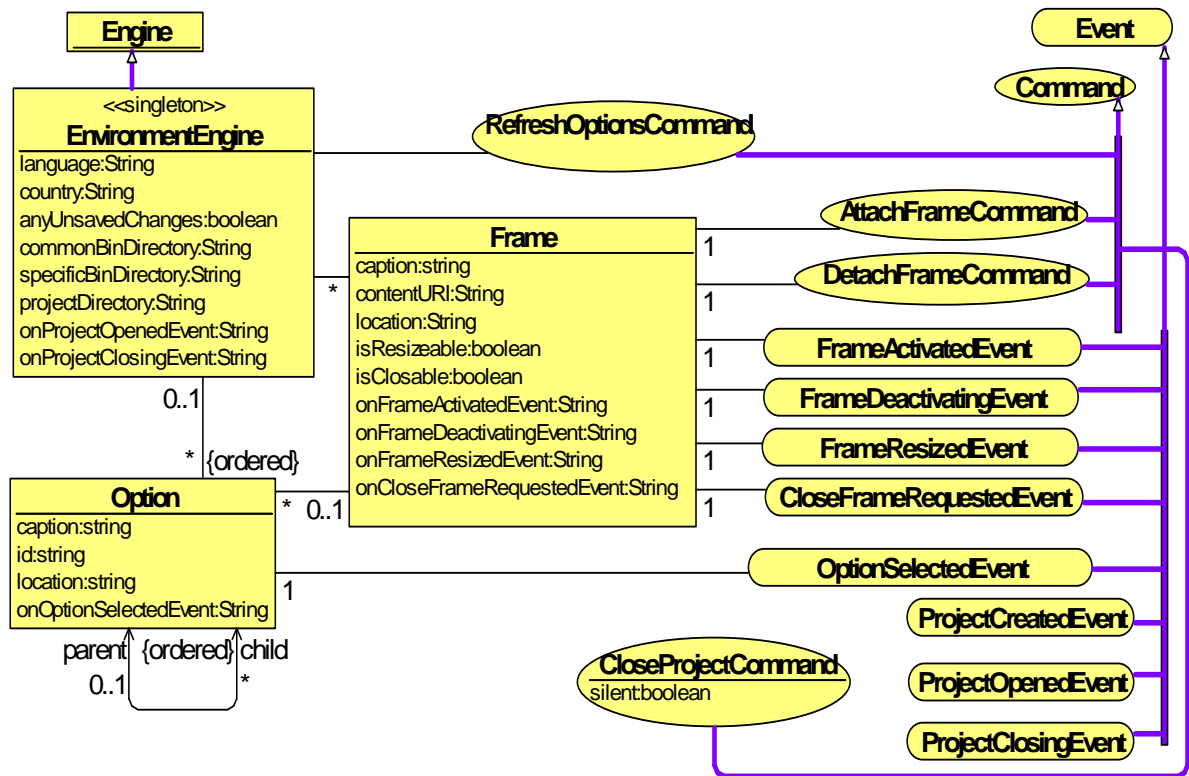 Engine
Event
Command
<<singleton>>
EnvironmentEngine
language:String
country:String
anyUnsavedChanges:boolean
commonBinDirectory:String
specificBinDirectory:String
projectDirectory:String
onProjectOpenedEvent:String
onProjectClosingEvent:String
RefreshOptionsCommand
AttachFrameCommand
DetachFrameCommand
Frame
caption:string
contentURI:String
location:String
isResizeable:boolean
isClosable:boolean
onFrameActivatedEvent:String
onFrameDeactivatingEvent:String
onFrameResizedEvent:String
onCloseFrameRequestedEvent:String
*
1
1
1
1
1
1
FrameActivatedEvent
FrameDeactivatingEvent
FrameResizedEvent
CloseFrameRequestedEvent
0..1
* {ordered}
Option
caption:string
id:string
location:string
onOptionSelectedEvent:String
* 0..1
1
OptionSelectedEvent
parent {ordered} child
0..1 *
CloseProjectCommand
silent:boolean
ProjectCreatedEvent
ProjectOpenedEvent
ProjectClosingEvent